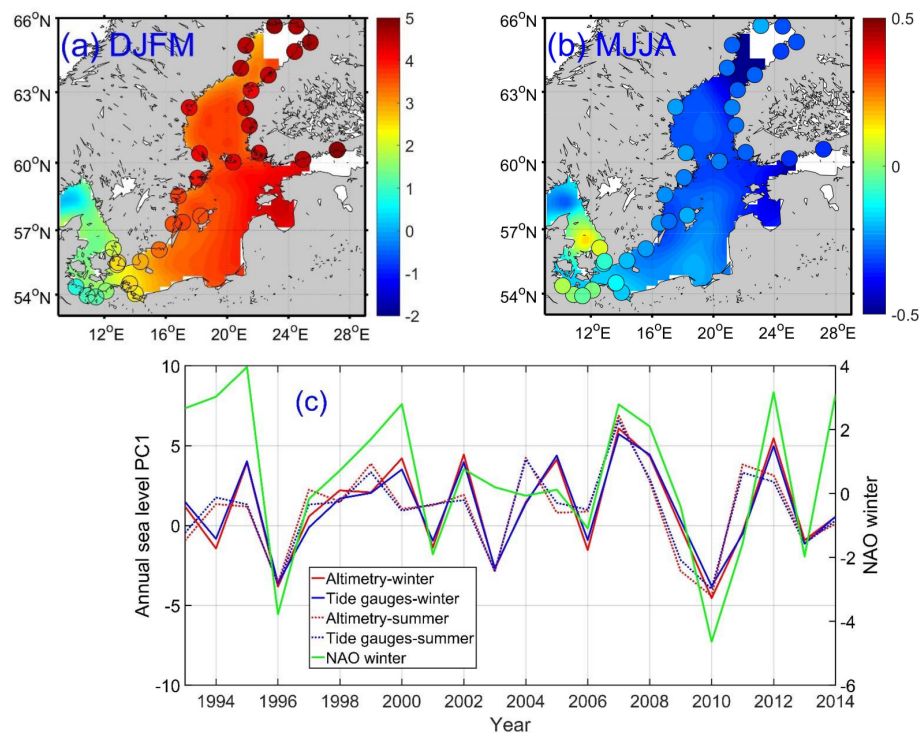 66°N
63°N
60°N
57°N
54°N
12°E
16°E
20°E
24°E
28°E
(a) DJFM
5
4
3
2
1
0
-1
-2
66°N
63°N
60°N
57°N
54°N
12°E
16°E
20°E
24°E
28°E
(b) MJJA
0.5
0
-0.5
(c)
Annual sea level PC1
10
5
0
-5
-10
4
2
0
-2
-4
-6
NAO winter
Altimetry-winter
Tide gauges-winter
Altimetry-summer
Tide gauges-summer
NAO winter
1994
1996
1998
2000
2002
2004
2006
2008
2010
2012
2014
Year